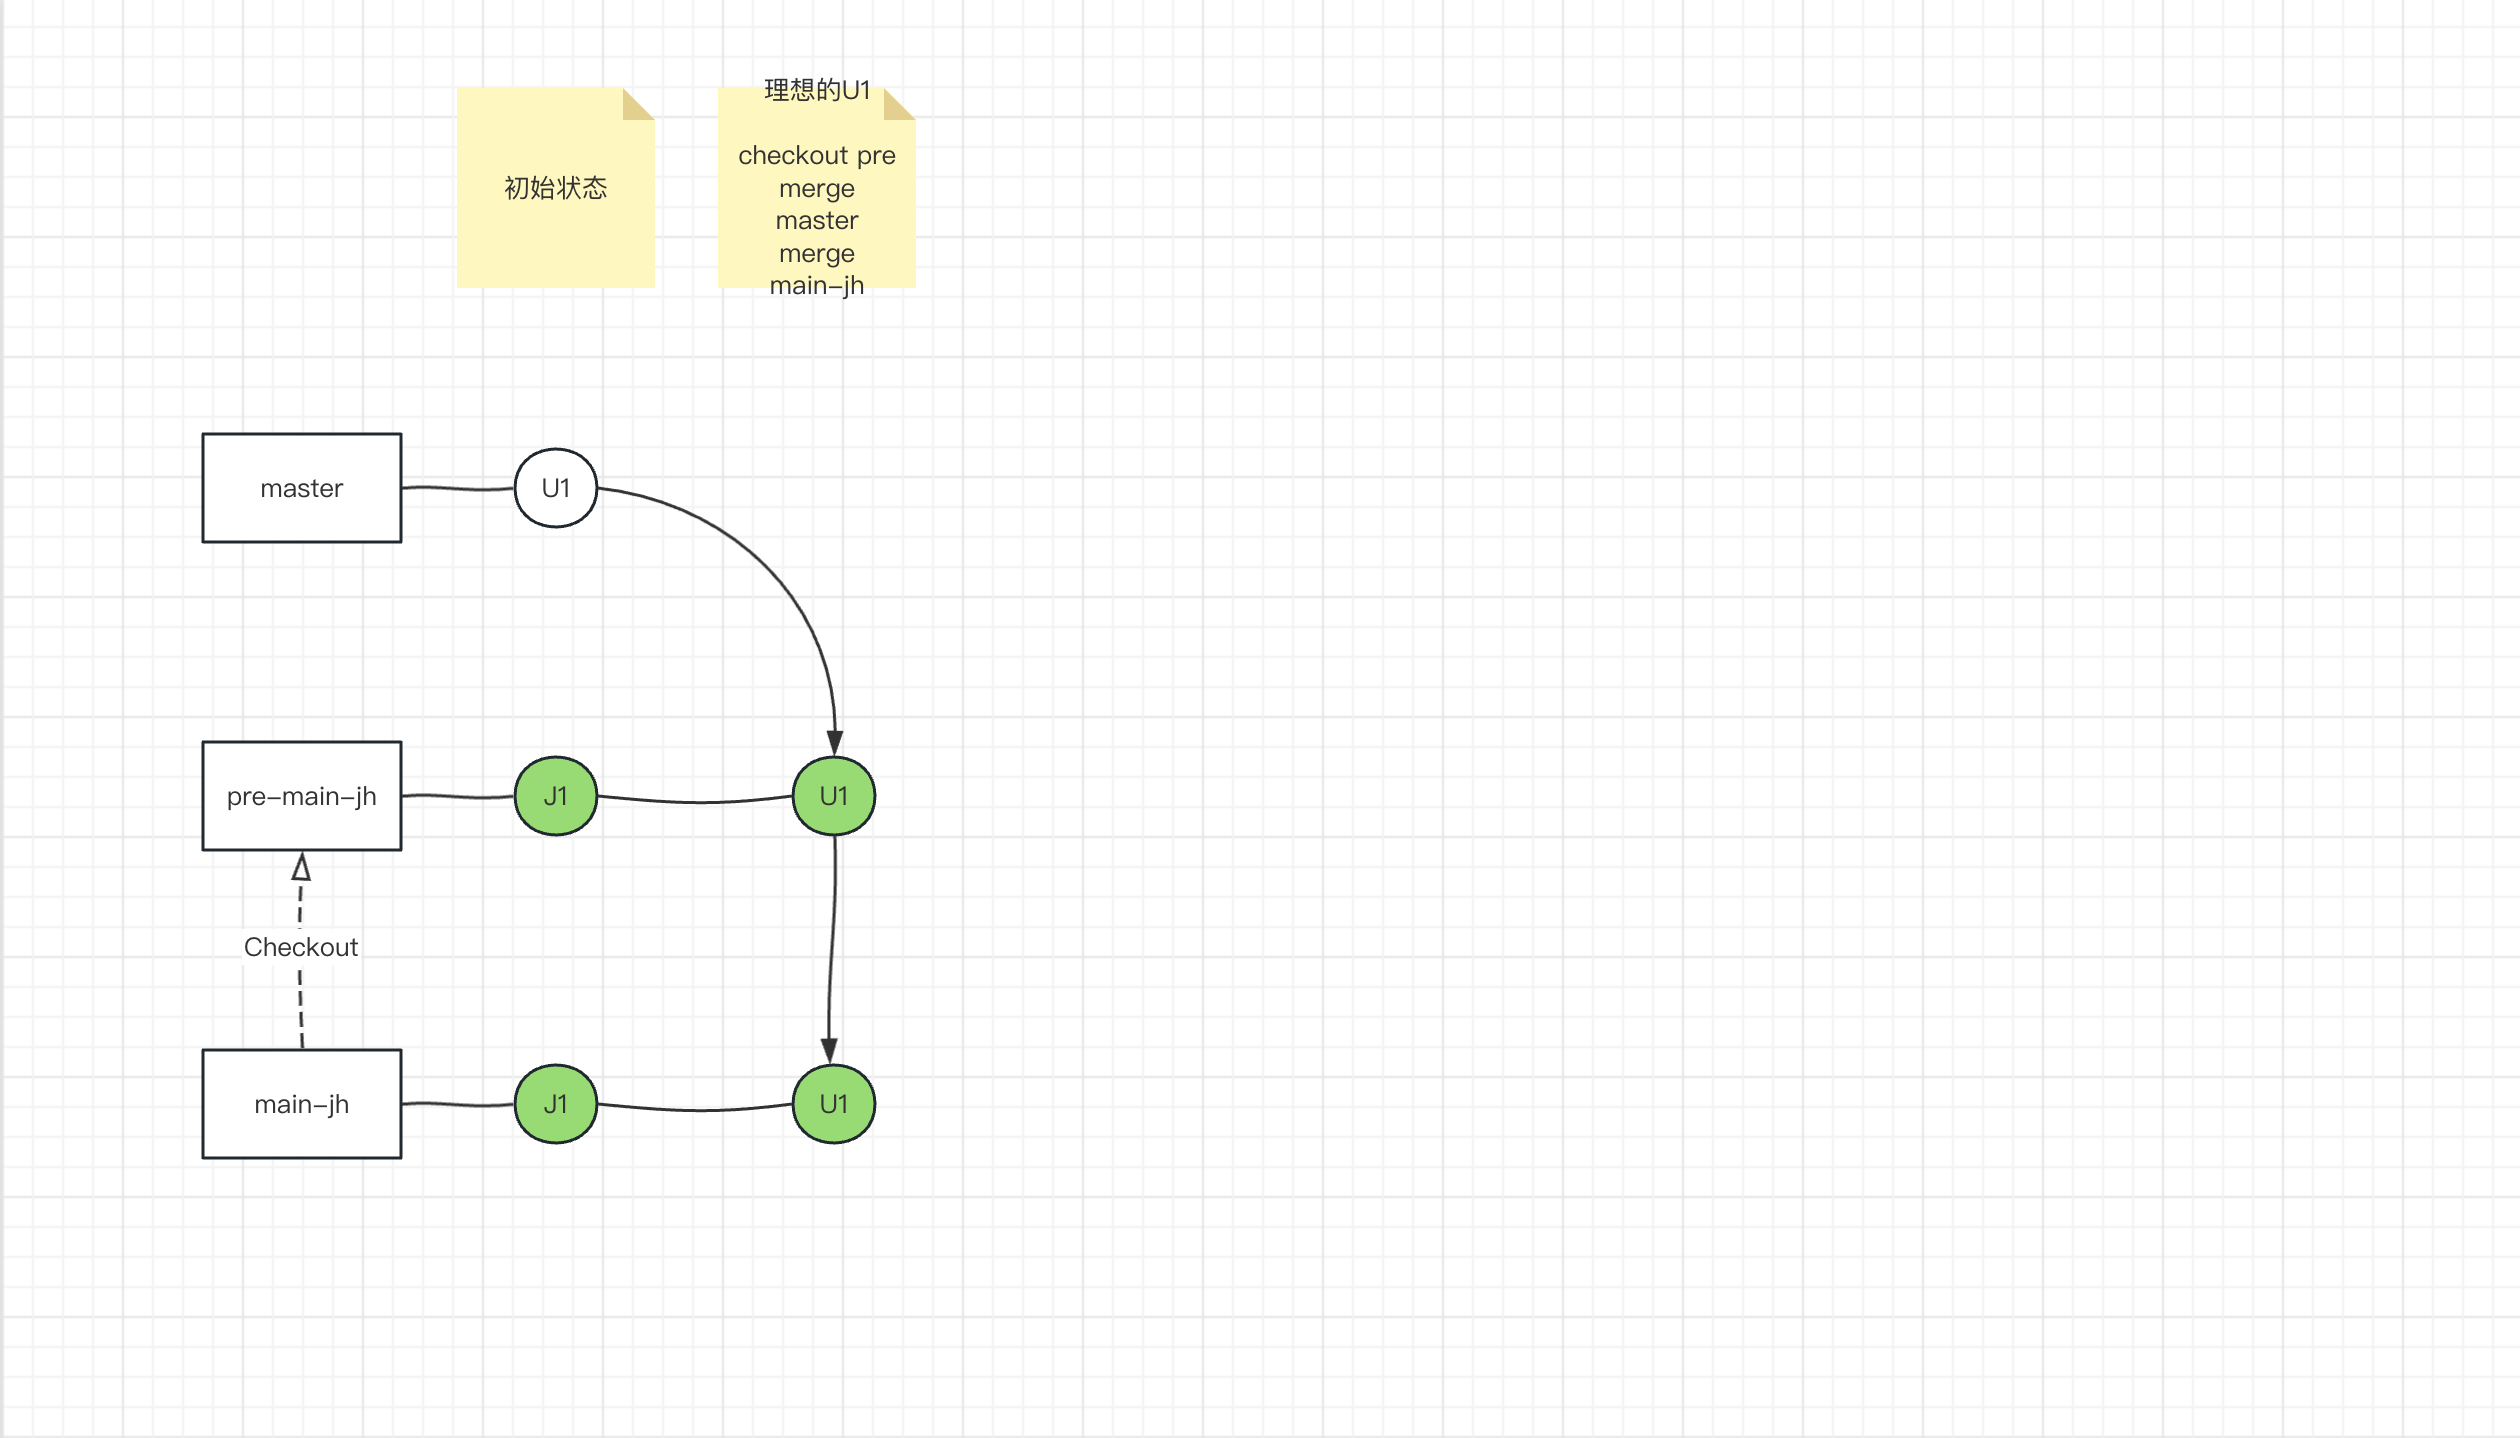 初始状态
理想的U1
checkout pre
merge
master
merge
main-jh
master
U1
pre-main-jh
J1
U1
Checkout
main-jh
J1
U1